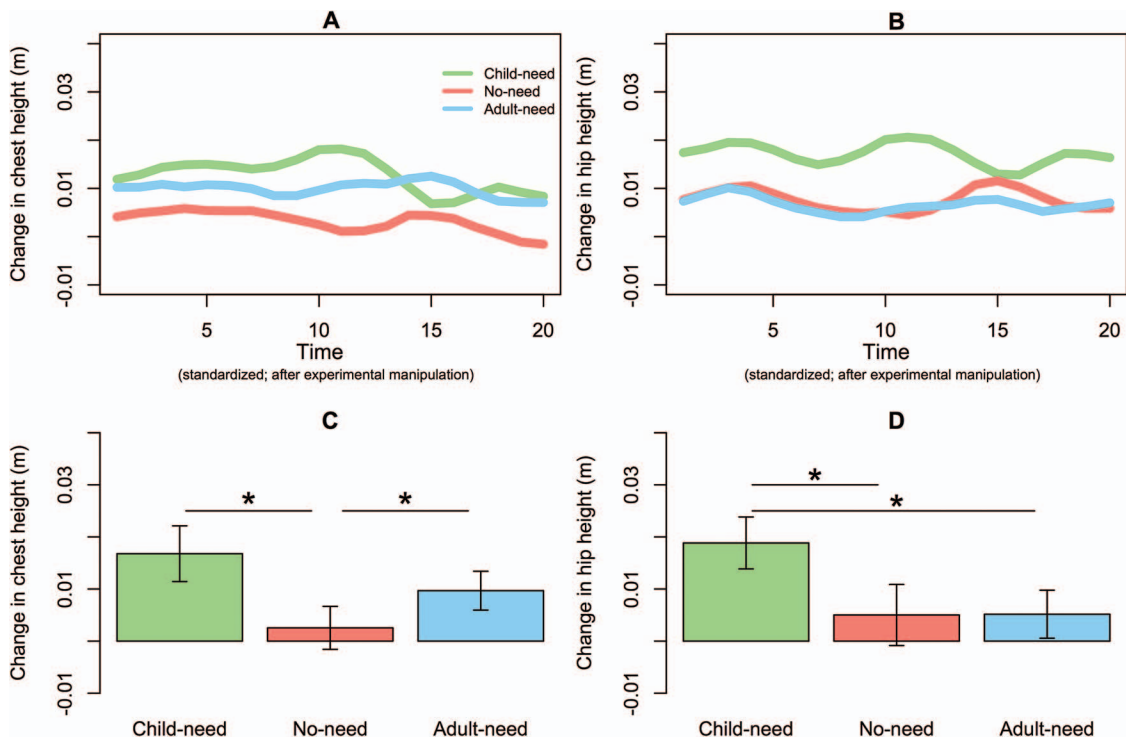 A
Change in chest height (m)
0.03
0.01
-0.01
Child-need
No-need
Adult-need
5
10
15
20
Time
(standardized; after experimental manipulation)
B
Change in hip height (m)
0.03
0.01
-0.01
5
10
15
20
Time
(standardized; after experimental manipulation)
C
Change in chest height (m)
0.03
0.01
-0.01
*
*
Child-need
No-need
Adult-need
D
Change in hip height (m)
0.03
0.01
-0.01
*
*
Child-need
No-need
Adult-need